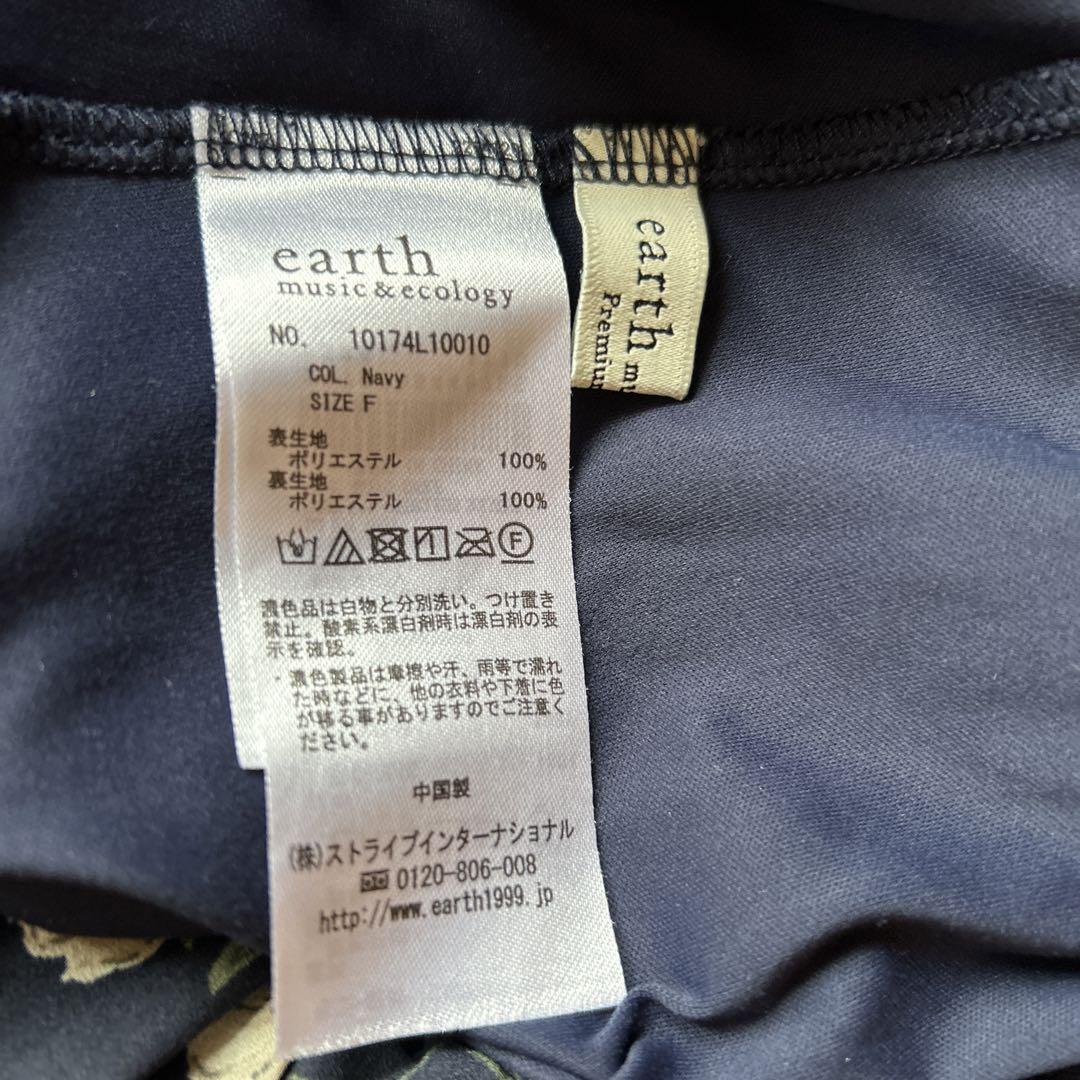 earth
music&ecology
NO. 10174L10010
COL. Navy
SIZE F
表生地
ポリエステル 100%
裏生地
ポリエステル 100%
F
濃色品は白物と分別洗い。つけ置き
禁止。酸素系漂白剤時は漂白剤の表
示を確認。
・濃色製品は摩擦や汗、雨等で濡れ
た時などに、他の衣料や下着に色
が移る事がありますのでご注意く
ださい。
中国製
(株)ストライプインターナショナル
0120-806-008
http://www.earth1999.jp
earth mu
Premium